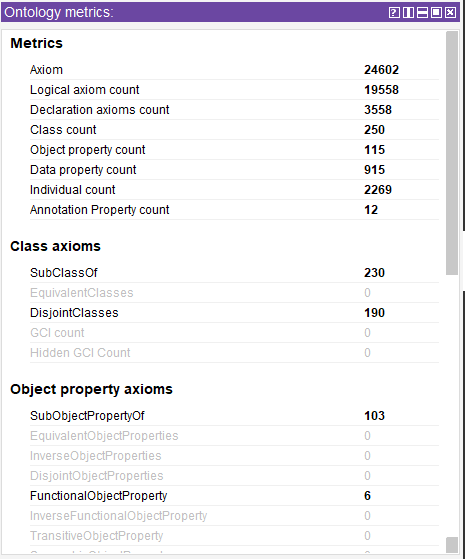 Ontology metrics:
Metrics
Axiom 24602
Logical axiom count 19558
Declaration axioms count 3558
Class count 250
Object property count 115
Data property count 915
Individual count 2269
Annotation Property count 12
Class axioms
SubClassOf 230
EquivalentClasses 0
DisjointClasses 190
GCI count 0
Hidden GCI Count 0
Object property axioms
SubObjectPropertyOf 103
EquivalentObjectProperties 0
InverseObjectProperties 0
DisjointObjectProperties 0
FunctionalObjectProperty 6
InverseFunctionalObjectProperty 0
TransitiveObjectProperty 0